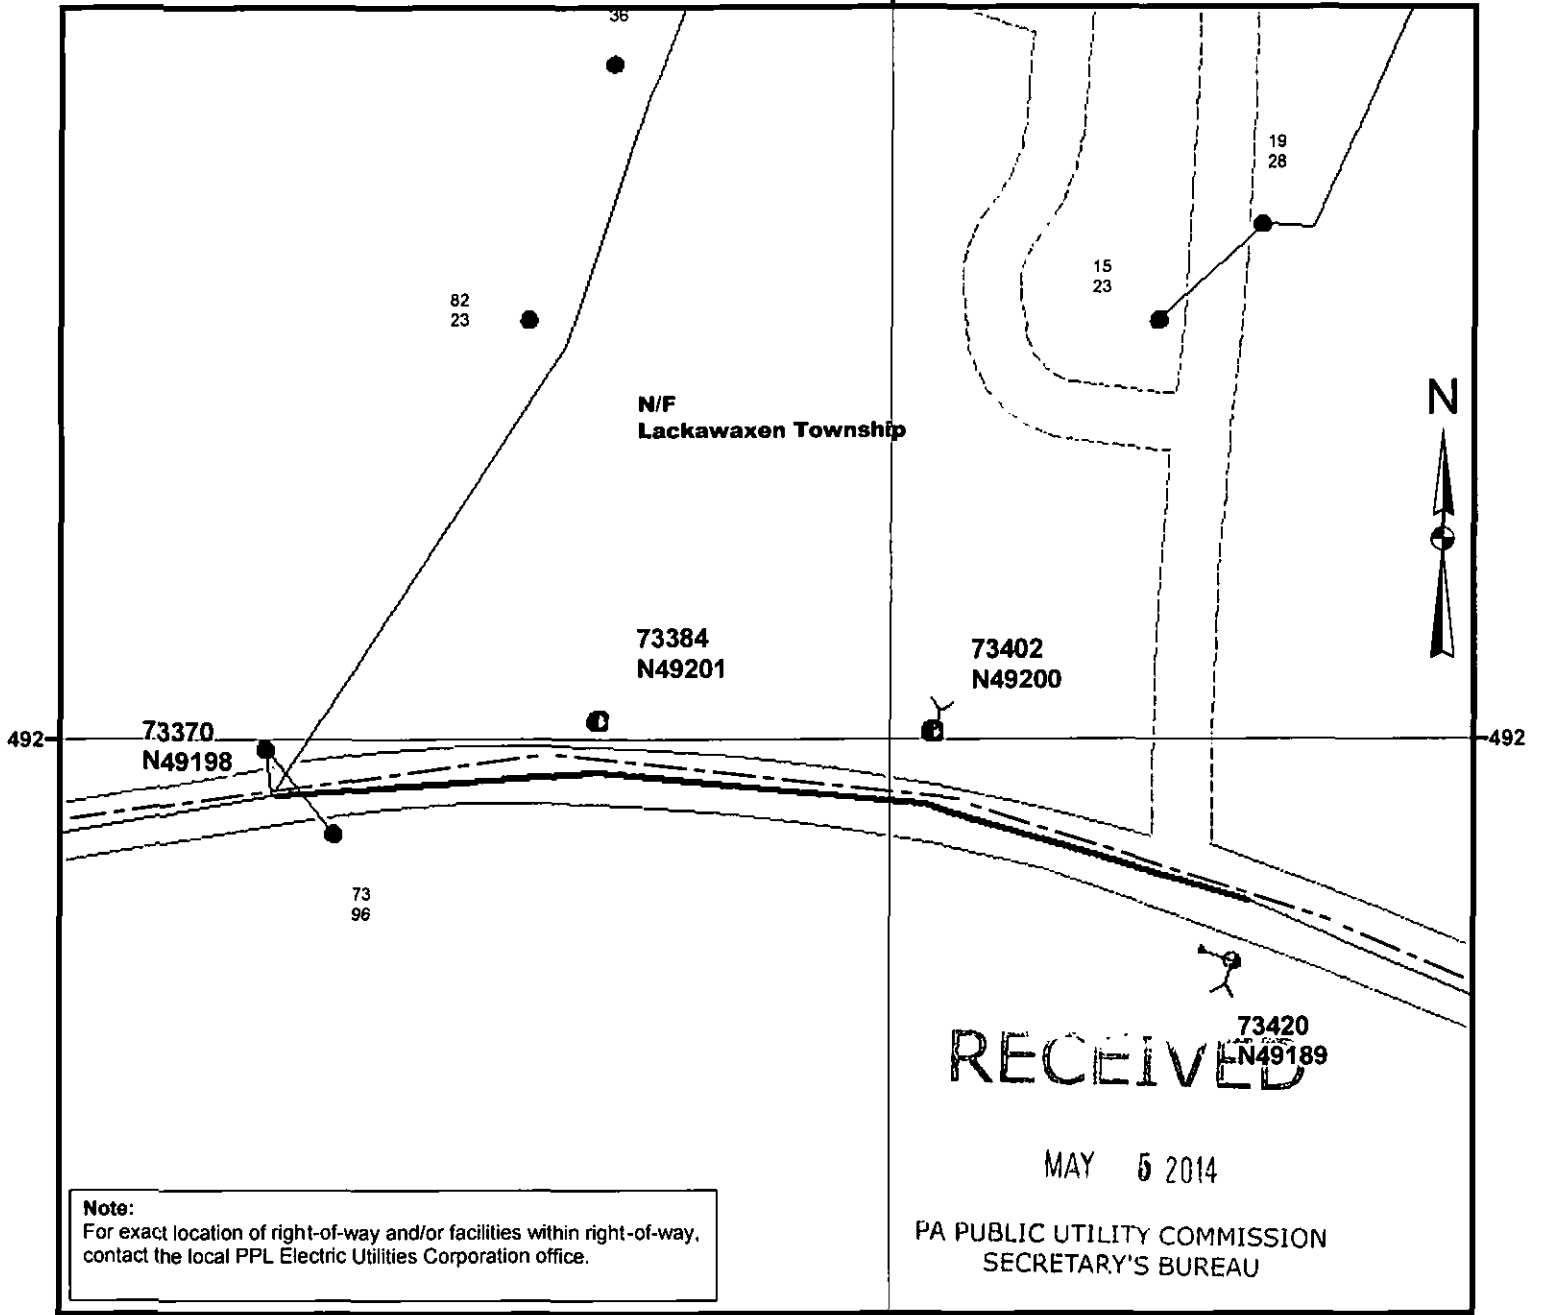 36
19
28
15
23
82
23
N/F
Lackawaxen Township
N
73384
N49201
73402
N49200
73370
N49198
492
492
73
96
73420
N49189
RECEIVED
MAY 5 2014
PA PUBLIC UTILITY COMMISSION
SECRETARY'S BUREAU
Note:
For exact location of right-of-way and/or facilities within right-of-way,
contact the local PPL Electric Utilities Corporation office.